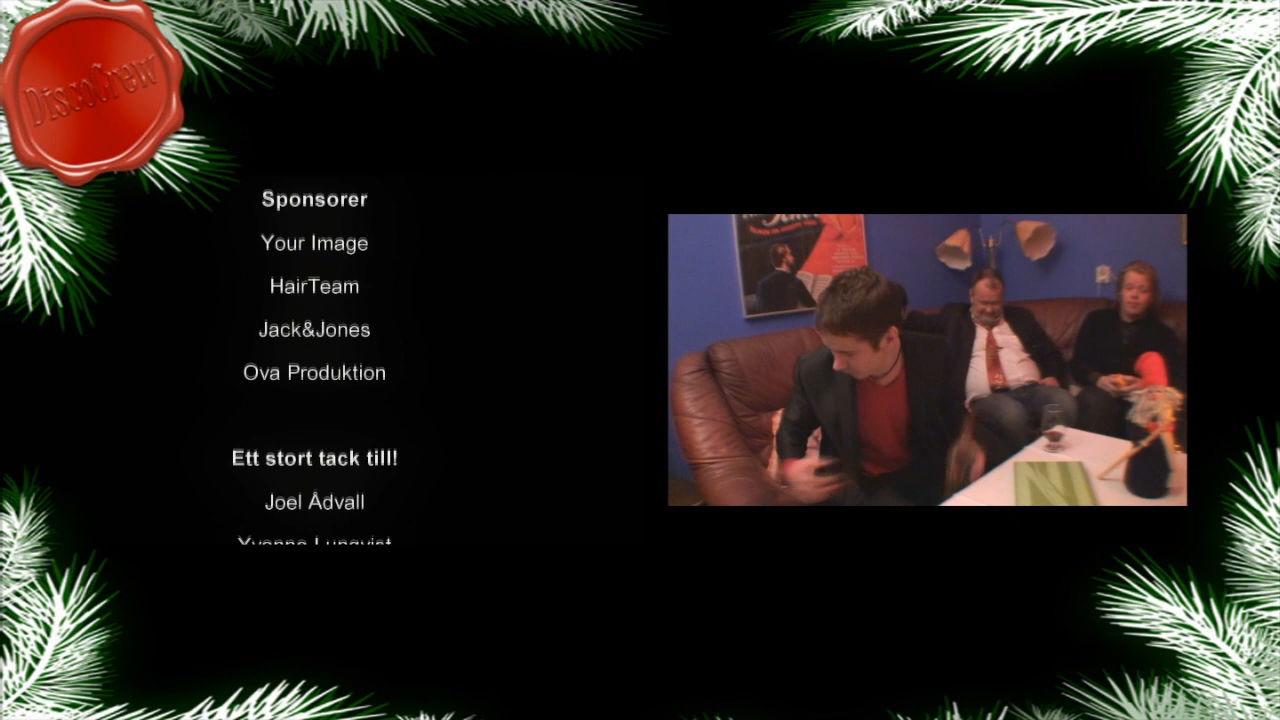 DiscoCrew
Sponsorer
Your Image
HairTeam
Jack&Jones
Ova Produktion
Ett stort tack till!
Joel Ådvall